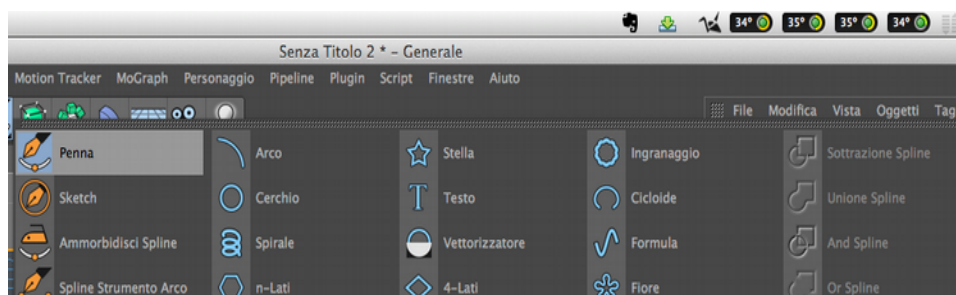 34° 35° 35° 34°
Senza Titolo 2 * - Generale
Motion Tracker MoGraph Personaggio Pipeline Plugin Script Finestre Aiuto
File Modifica Vista Oggetti Tag
Penna Arco Stella Ingranaggio Sottrazione Spline
Sketch Cerchio Testo Cicloide Unione Spline
Ammorbidisci Spline Spirale Vettorizzatore Formula And Spline
Spline Strumento Arco n-Lati 4-Lati Fiore Or Spline